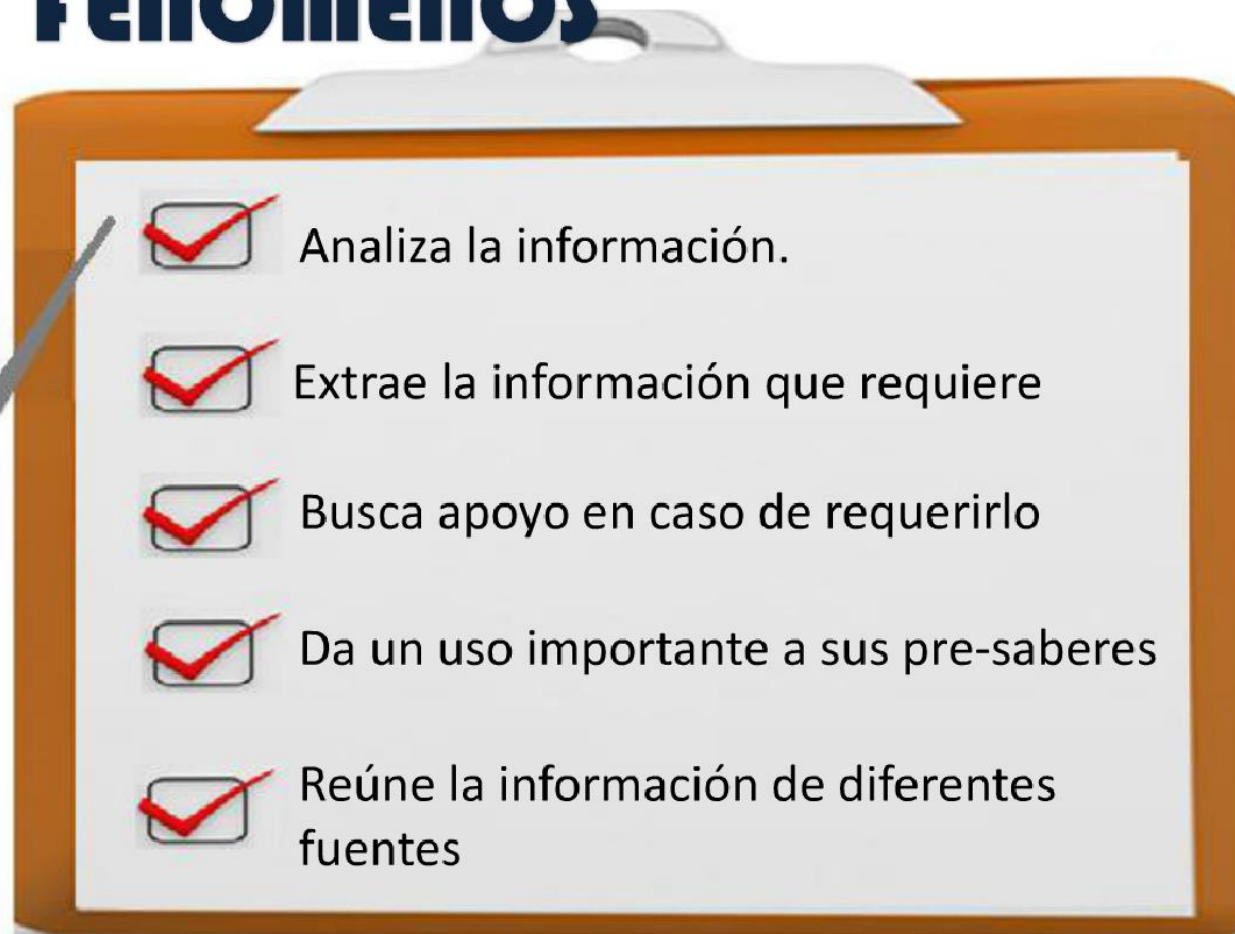 FENOMENOS
Analiza la información.
Extrae la información que requiere
Busca apoyo en caso de requerirlo
Da un uso importante a sus pre-saberes
Reúne la información de diferentes
fuentes